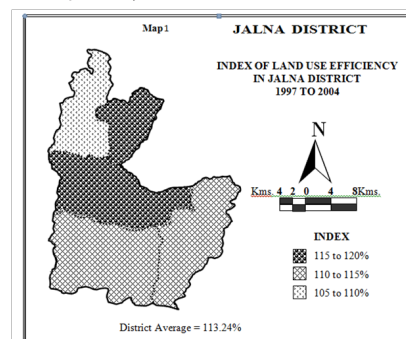 Map 1
JALNA DISTRICT
INDEX OF LAND USE EFFICIENCY
IN JALNA DISTRICT
1997 TO 2004
N
Kms. 4 2 0 4 8Kms.
INDEX
115 to 120%
110 to 115%
105 to 110%
District Average = 113.24%